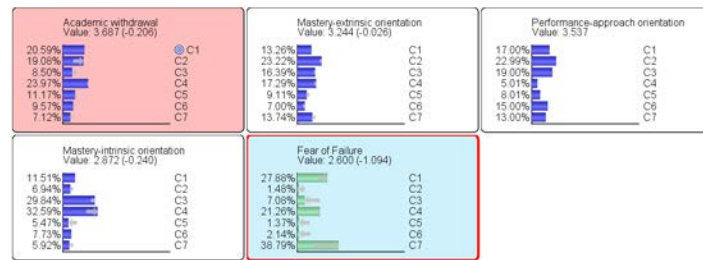 Academic withdrawal
Value: 3.687 (-0.206)
20.59% C1
19.08% C2
8.50% C3
23.97% C4
11.17% C5
9.57% C6
7.12% C7
Mastery-extrinsic orientation
Value: 3.244 (-0.026)
13.26% C1
23.22% C2
16.39% C3
17.29% C4
9.11% C5
7.00% C6
13.74% C7
Performance-approach orientation
Value: 3.537
17.00% C1
22.99% C2
19.00% C3
5.01% C4
8.01% C5
15.00% C6
13.00% C7
Mastery-intrinsic orientation
Value: 2.872 (-0.240)
11.51% C1
6.94% C2
29.84% C3
32.59% C4
5.47% C5
7.73% C6
5.92% C7
Fear of Failure
Value: 2.600 (-1.094)
27.88% C1
1.48% C2
7.08% C3
21.26% C4
1.37% C5
2.14% C6
38.79% C7